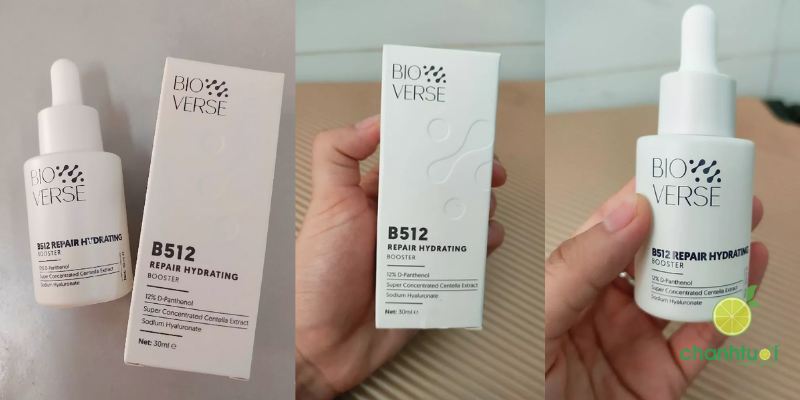 BIO
VERSE
B512 REPAIR HYDRATING
BOOSTER
12% D-Panthenol
Super Concentrated Centella Extract
Sodium Hyaluronate
BIO
VERSE
B512
REPAIR HYDRATING
BOOSTER
12% D-Panthenol
Super Concentrated Centella Extract
Sodium Hyaluronate
Net: 30ml e
BIO
VERSE
B512
REPAIR HYDRATING
BOOSTER
12% D-Panthenol
Super Concentrated Centella Extract
Sodium Hyaluronate
Net: 30ml e
BIO
VERSE
B512 REPAIR HYDRATING
BOOSTER
12% D-Panthenol
Super Concentrated Centella Extract
Sodium Hyaluronate
chanhtuoi